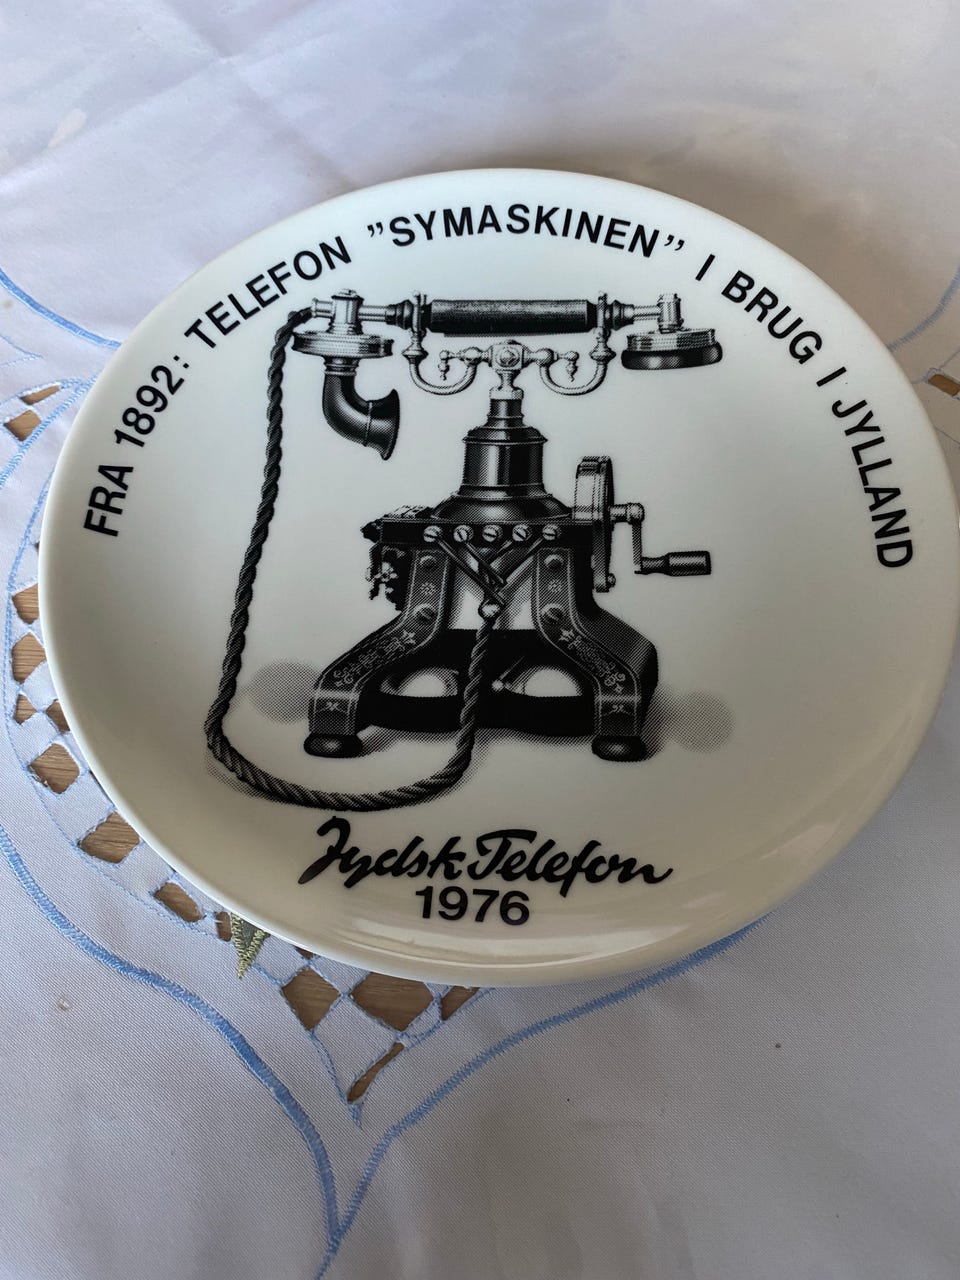 FRA 1892: TELEFON ”SYMASKINEN” I BRUG I JYLLAND
Jydsk Telefon
1976